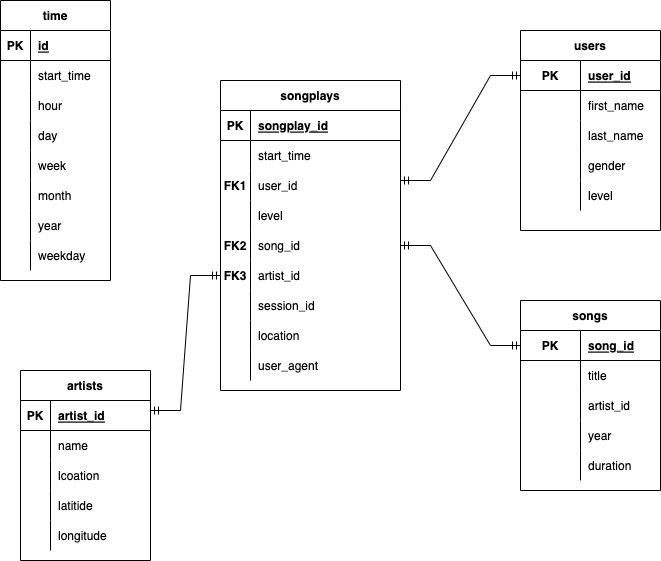 time
PK id
start_time
hour
day
week
month
year
weekday
songplays
PK songplay_id
start_time
FK1 user_id
level
FK2 song_id
FK3 artist_id
session_id
location
user_agent
users
PK user_id
first_name
last_name
gender
level
artists
PK artist_id
name
lcoation
latitide
longitude
songs
PK song_id
title
artist_id
year
duration